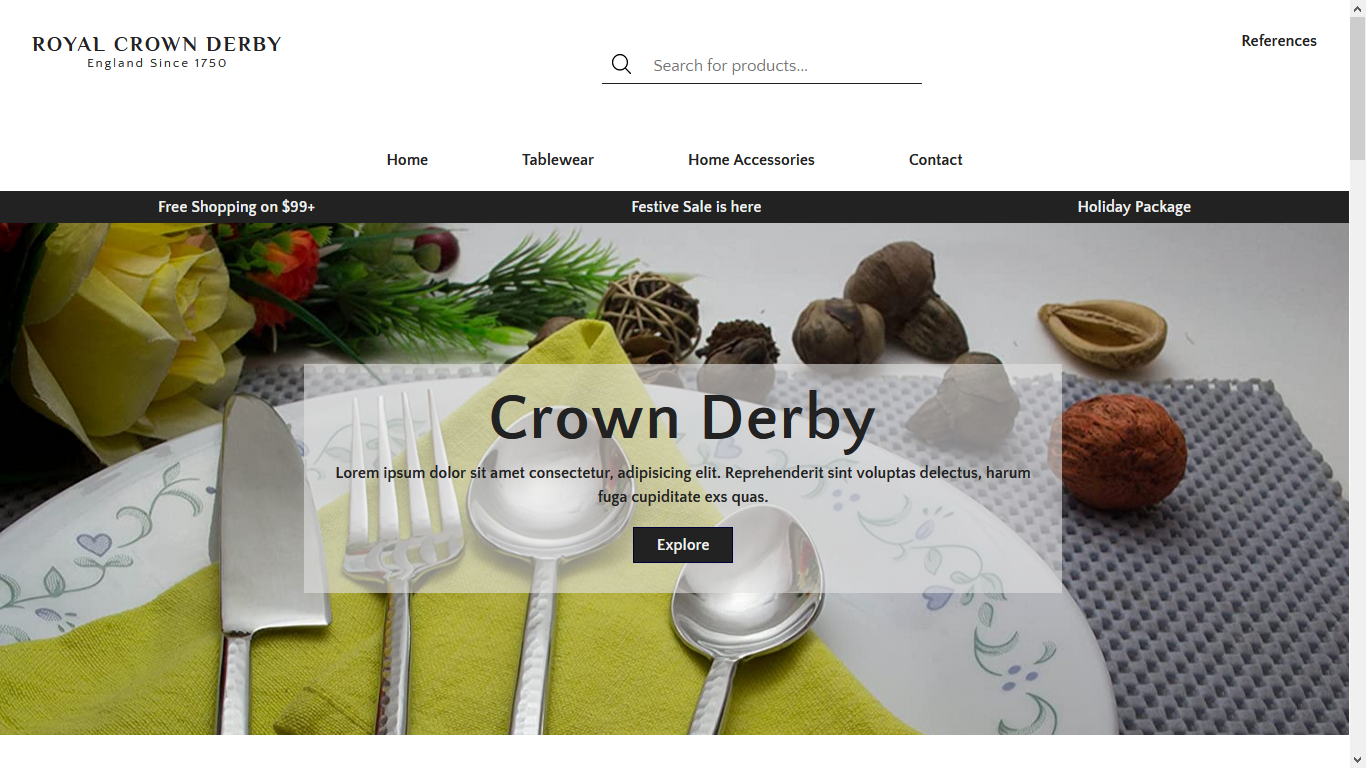 ROYAL CROWN DERBY
England Since 1750
Search for products...
References
Home
Tablewear
Home Accessories
Contact
Free Shopping on $99+
Festive Sale is here
Holiday Package
Crown Derby
Lorem ipsum dolor sit amet consectetur, adipisicing elit. Reprehenderit sint voluptas delectus, harum
fuga cupiditate exs quas.
Explore